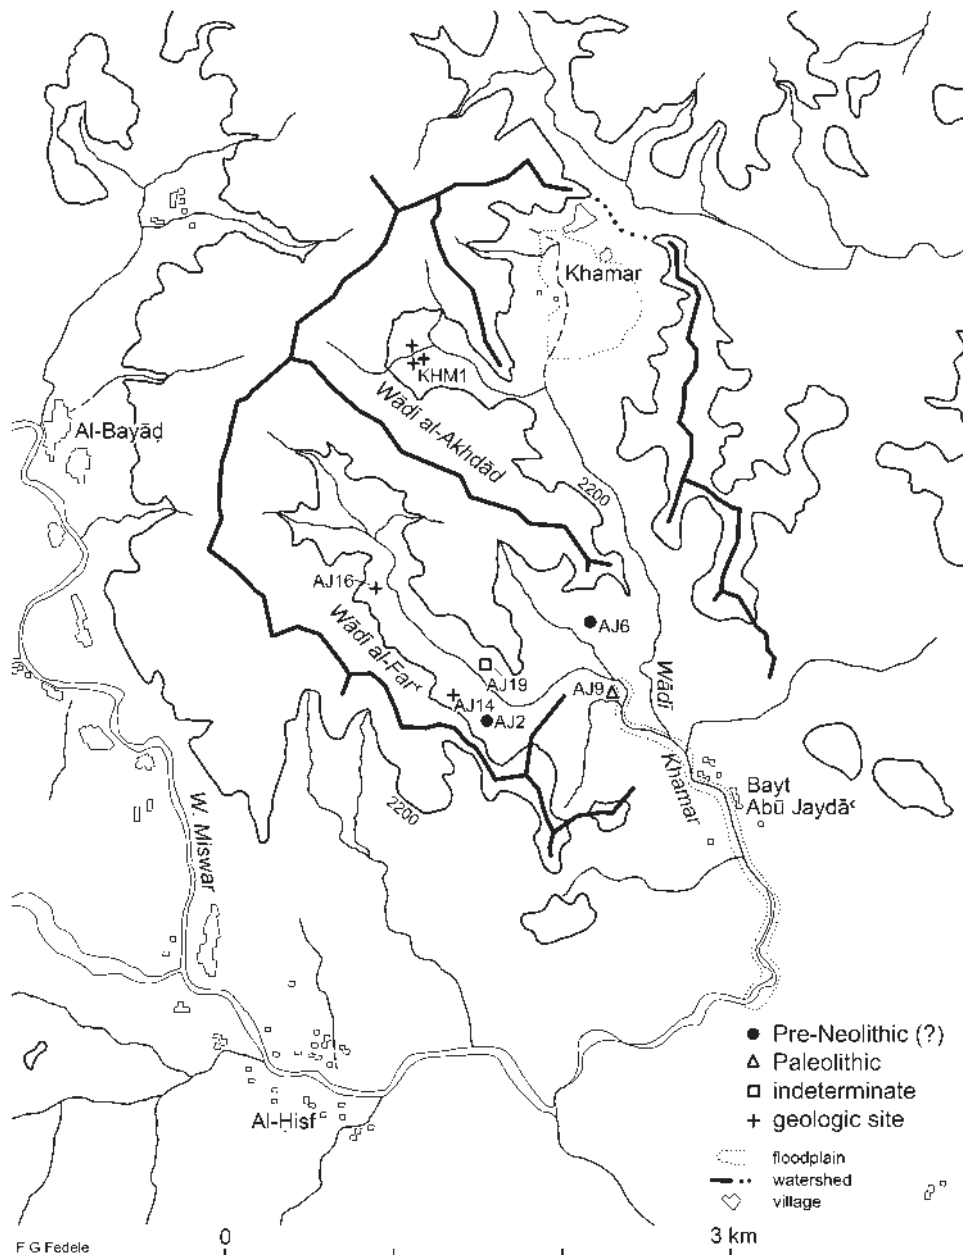 Khamar
KHM1
Wādī al-Akhdād
Al-Bayāḍ
2200
AJ16
Wādī al-Farʿ
AJ6
AJ19
AJ9
Wādī
AJ14
AJ2
Khamar
Bayt
Abū Jaydāʿ
2200
W. Miswar
Al-Ḥisf
Pre-Neolithic (?)
Paleolithic
indeterminate
geologic site
floodplain
watershed
village
F G Fedele
0
3 km